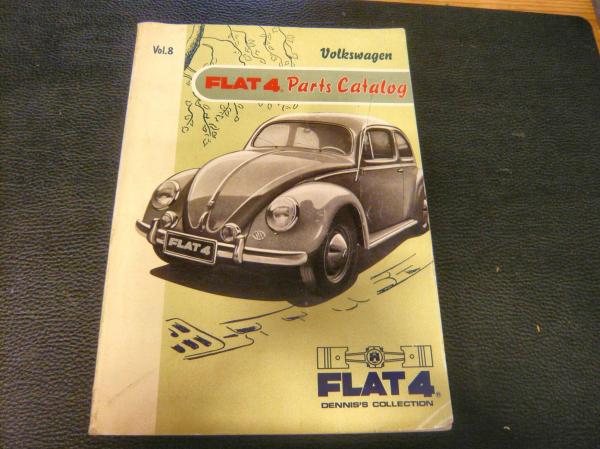 Vol.8
Volkswagen
FLAT 4® Parts Catalog
FLAT 4
FLAT 4®
DENNIS'S COLLECTION